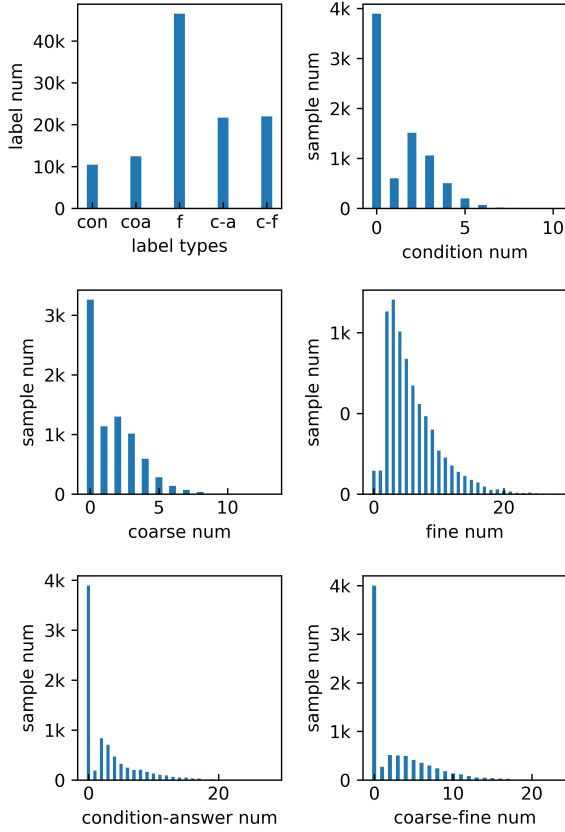 label num
40k
30k
20k
10k
0
con coa f c-a c-f
label types
sample num
4k
3k
2k
1k
0
0 5 10
condition num
sample num
3k
2k
1k
0
0 5 10
coarse num
sample num
1k
0
0
0 20
fine num
sample num
4k
3k
2k
1k
0
0 20
condition-answer num
sample num
4k
3k
2k
1k
0
0 10 20
coarse-fine num